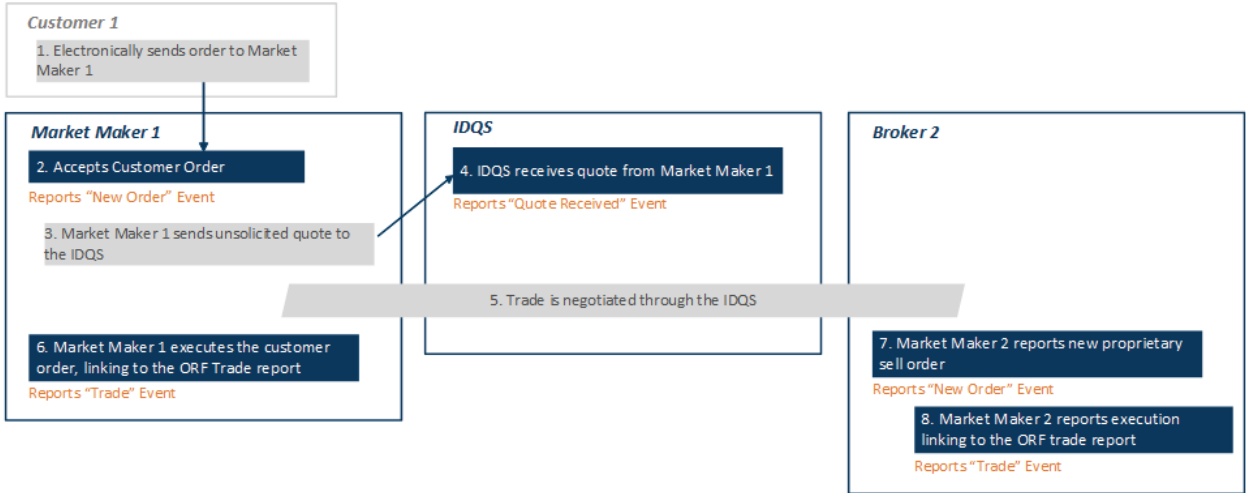 Customer 1
1. Electronically sends order to Market
Maker 1
Market Maker 1
2. Accepts Customer Order
Reports “New Order” Event
3. Market Maker 1 sends unsolicited quote to
the IDQS
IDQS
4. IDQS receives quote from Market Maker 1
Reports “Quote Received” Event
Broker 2
5. Trade is negotiated through the IDQS
6. Market Maker 1 executes the customer
order, linking to the ORF Trade report
Reports “Trade” Event
7. Market Maker 2 reports new proprietary
sell order
Reports “New Order” Event
8. Market Maker 2 reports execution
linking to the ORF trade report
Reports “Trade” Event